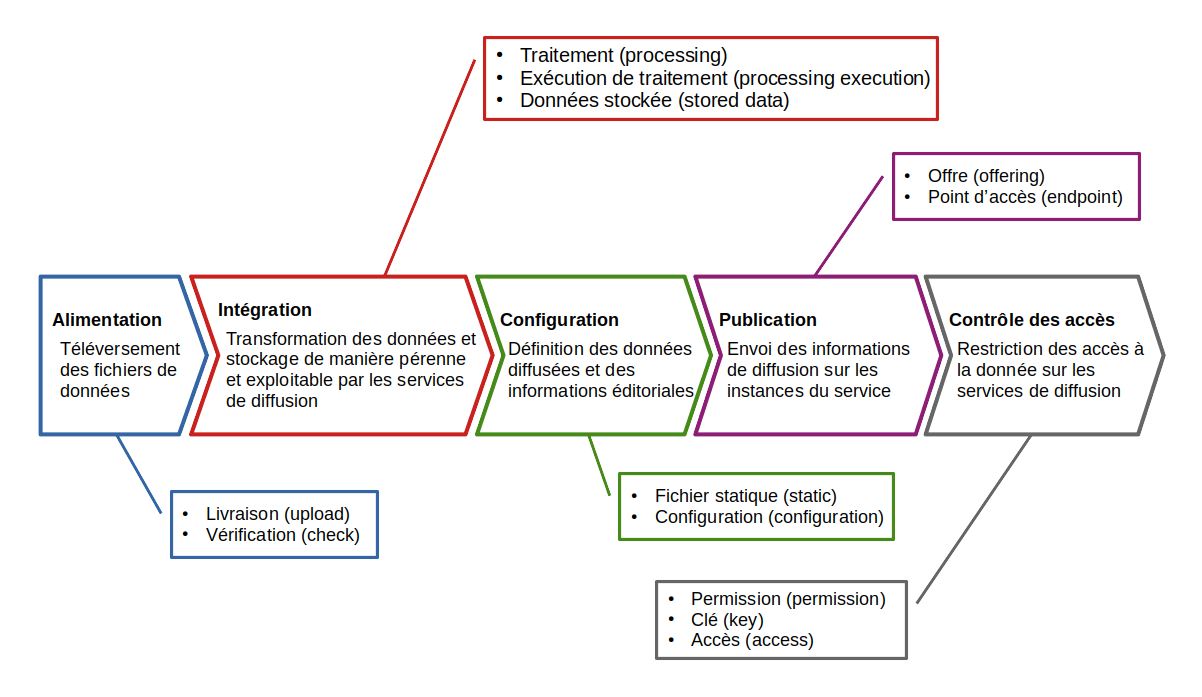 • Traitement (processing)
• Exécution de traitement (processing execution)
• Données stockée (stored data)
• Offre (offering)
• Point d’accès (endpoint)
Alimentation
Téléversement
des fichiers de
données
Intégration
Transformation des données et
stockage de manière pérenne
et exploitable par les services
de diffusion
Configuration
Définition des données
diffusées et des
informations éditoriales
Publication
Envoi des informations
de diffusion sur les
instances du service
Contrôle des accès
Restriction des accès à
la donnée sur les
services de diffusion
• Livraison (upload)
• Vérification (check)
• Fichier statique (static)
• Configuration (configuration)
• Permission (permission)
• Clé (key)
• Accès (access)